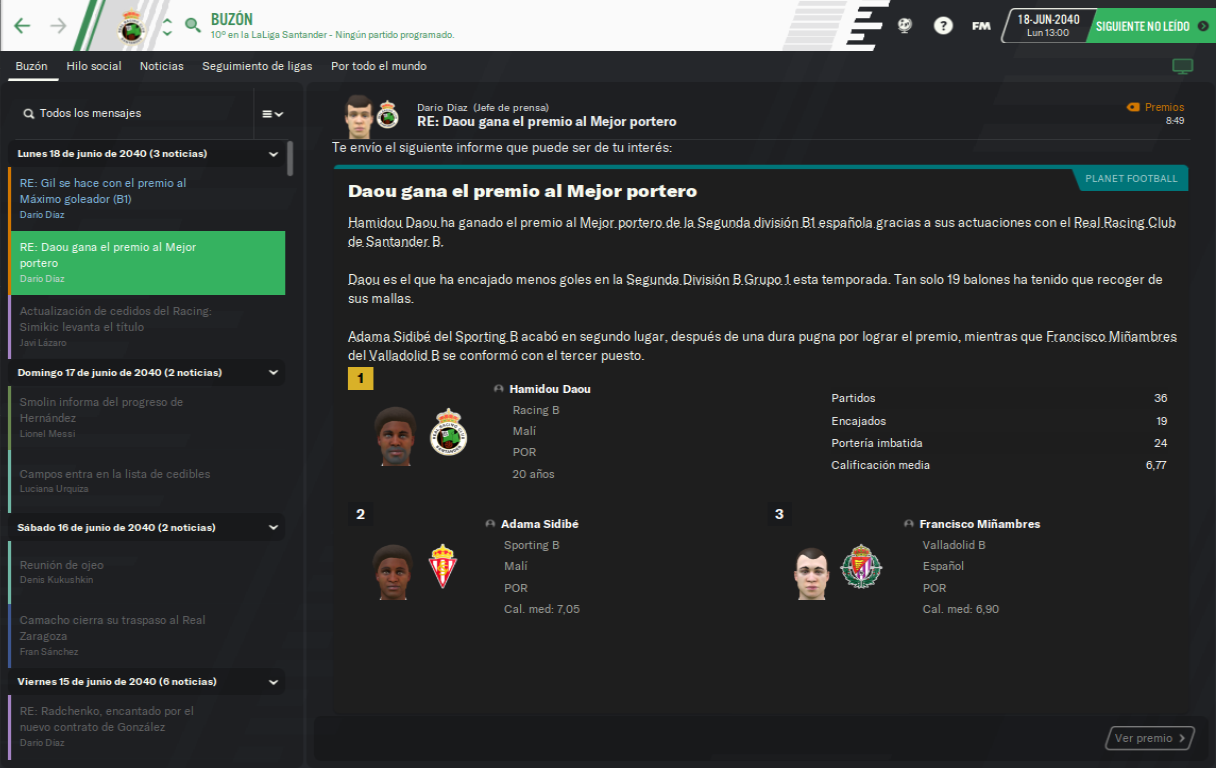 BUZÓN
10º en la LaLiga Santander - Ningún partido programado.
?
FM
18-JUN-2040
Lun 13:00
SIGUIENTE NO LEÍDO
Buzón
Hilo social
Noticias
Seguimiento de ligas
Por todo el mundo
Todos los mensajes
Lunes 18 de junio de 2040 (3 noticias)
RE: Gil se hace con el premio al
Máximo goleador (B1)
Darío Díaz
RE: Daou gana el premio al Mejor
portero
Darío Díaz
Actualización de cedidos del Racing:
Simikic levanta el título
Javi Lázaro
Domingo 17 de junio de 2040 (2 noticias)
Smolin informa del progreso de
Hernández
Lionel Messi
Campos entra en la lista de cedibles
Luciana Urquiza
Sábado 16 de junio de 2040 (2 noticias)
Reunión de ojeo
Denis Kukushkin
Camacho cierra su traspaso al Real
Zaragoza
Fran Sánchez
Viernes 15 de junio de 2040 (6 noticias)
RE: Radchenko, encantado por el
nuevo contrato de González
Darío Díaz
Darío Díaz (Jefe de prensa)
RE: Daou gana el premio al Mejor portero
Premios
8:49
Te envío el siguiente informe que puede ser de tu interés:
PLANET FOOTBALL
Daou gana el premio al Mejor portero
Hamidou Daou ha ganado el premio al Mejor portero de la Segunda división B1 española gracias a sus actuaciones con el Real Racing Club
de Santander B.
Daou es el que ha encajado menos goles en la Segunda División B Grupo 1 esta temporada. Tan solo 19 balones ha tenido que recoger de
sus mallas.
Adama Sidibé del Sporting B acabó en segundo lugar, después de una dura pugna por lograr el premio, mientras que Francisco Miñambres
del Valladolid B se conformó con el tercer puesto.
1
Hamidou Daou
Racing B
Malí
POR
20 años
Partidos 36
Encajados 19
Portería imbatida 24
Calificación media 6,77
2
Adama Sidibé
Sporting B
Malí
POR
Cal. med: 7,05
3
Francisco Miñambres
Valladolid B
Español
POR
Cal. med: 6,90
Ver premio